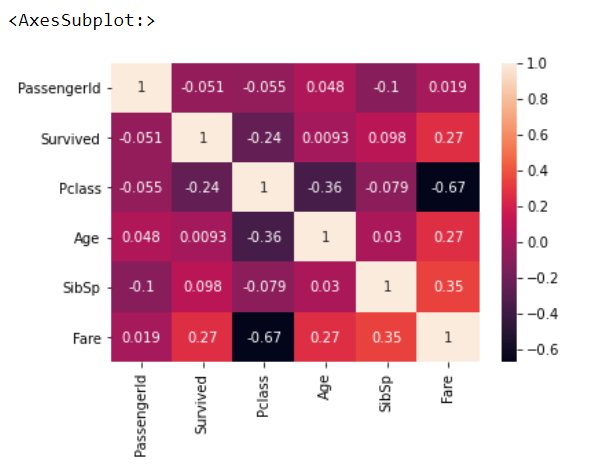 <AxesSubplot:>
PassengerId 1 -0.051 -0.055 0.048 -0.1 0.019
Survived -0.051 1 -0.24 0.0093 0.098 0.27
Pclass -0.055 -0.24 1 -0.36 -0.079 -0.67
Age 0.048 0.0093 -0.36 1 0.03 0.27
SibSp -0.1 0.098 -0.079 0.03 1 0.35
Fare 0.019 0.27 -0.67 0.27 0.35 1
PassengerId Survived Pclass Age SibSp Fare
1.0
0.8
0.6
0.4
0.2
0.0
-0.2
-0.4
-0.6